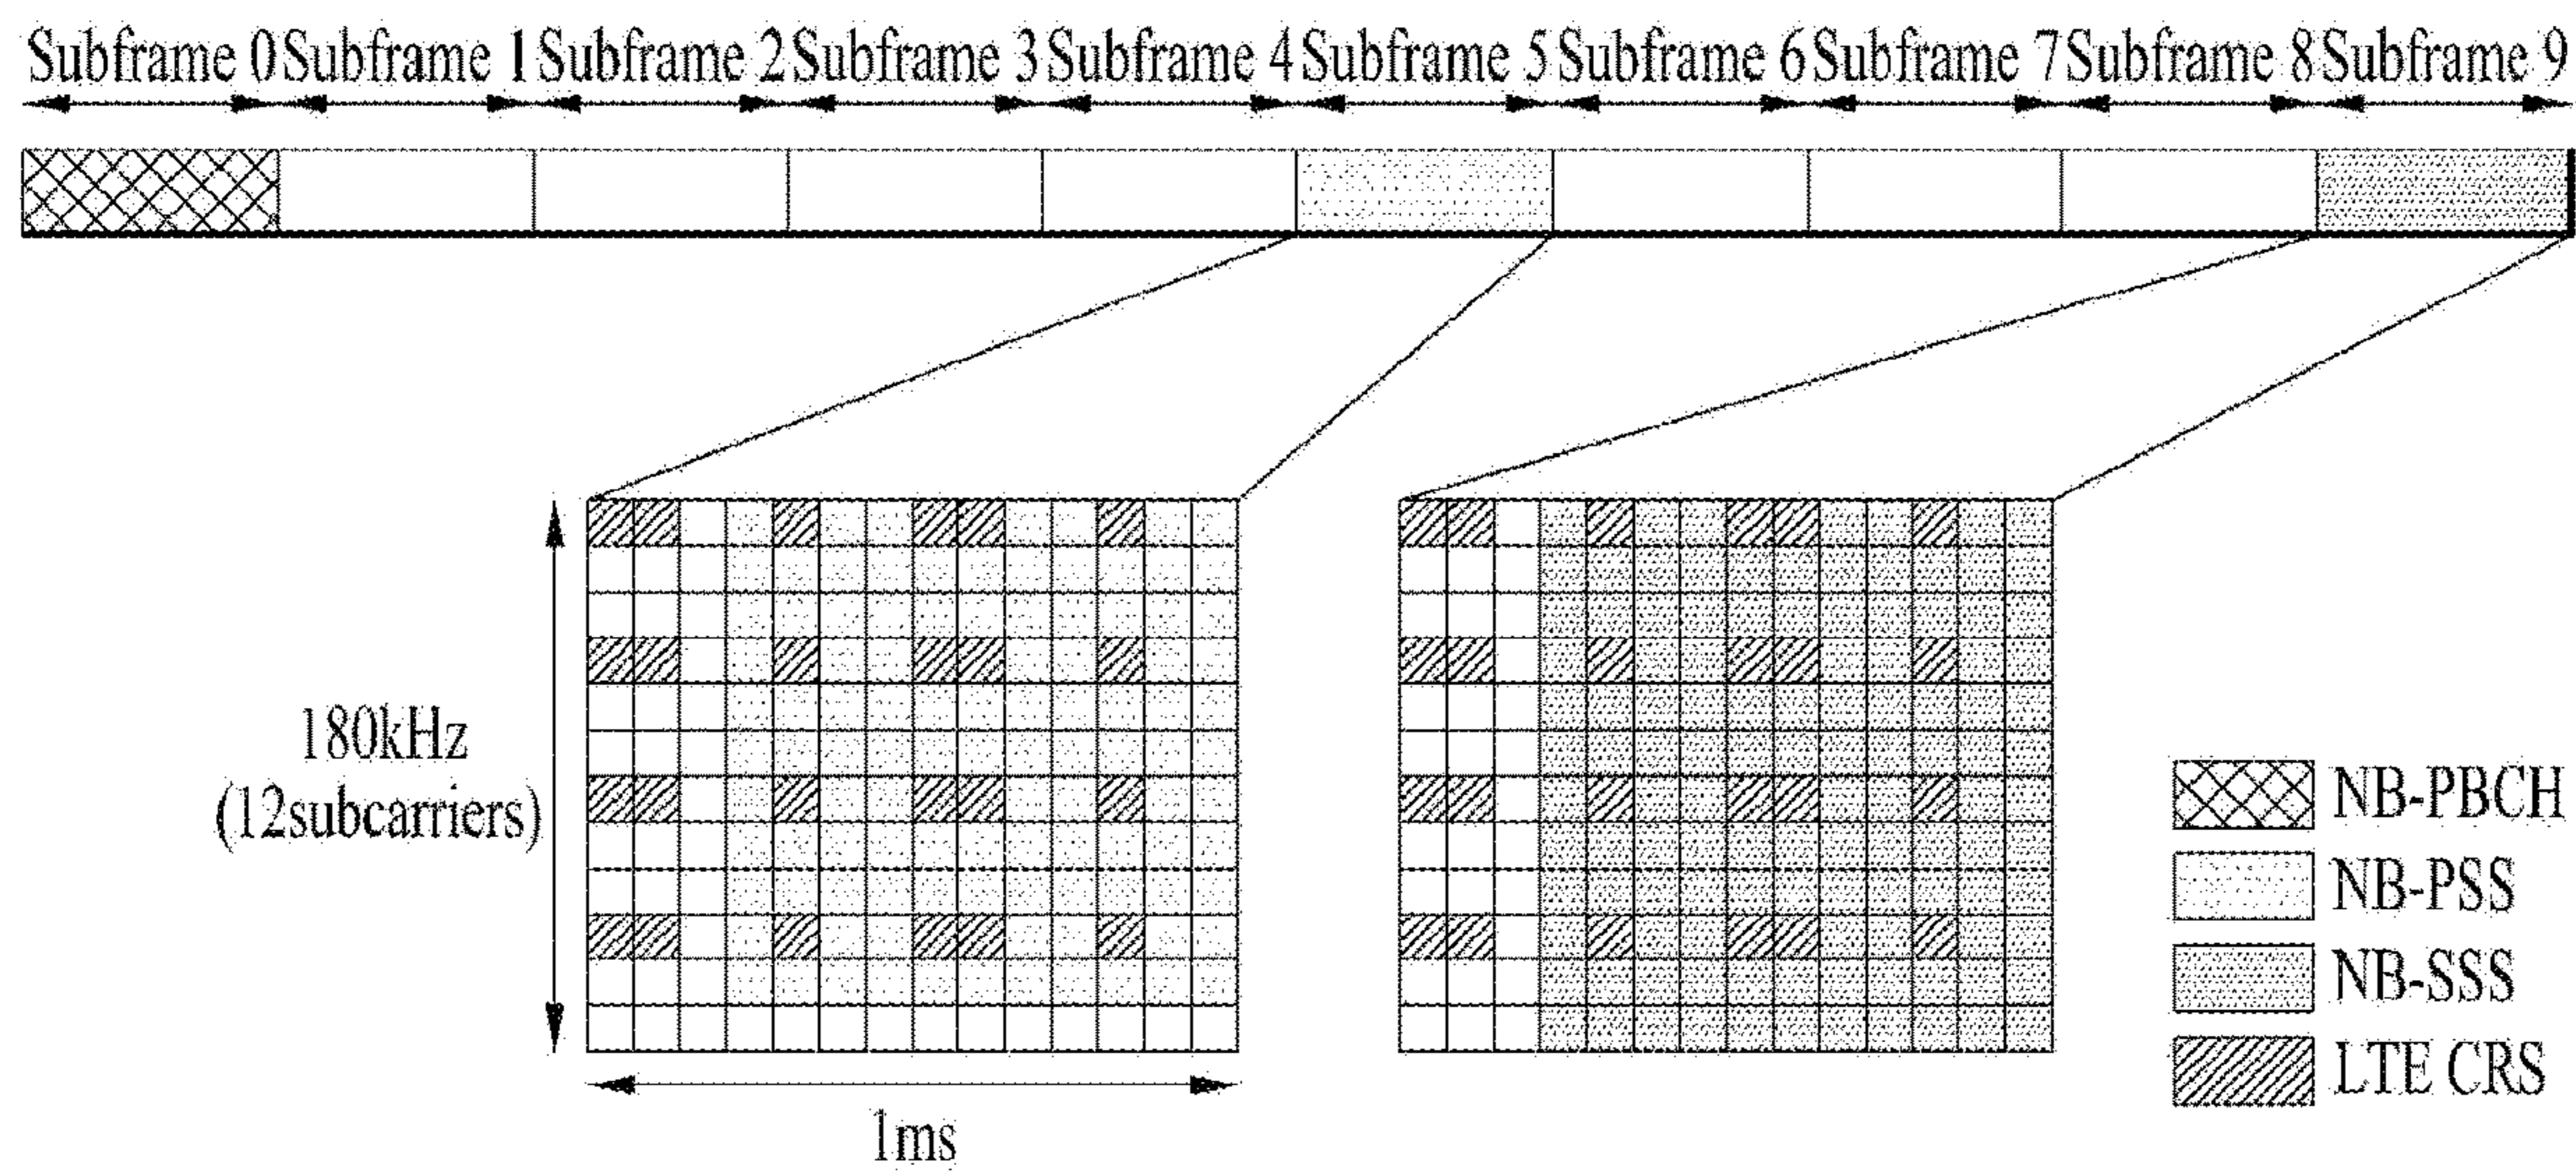 Subframe 0 Subframe 1 Subframe 2 Subframe 3 Subframe 4 Subframe 5 Subframe 6 Subframe 7 Subframe 8 Subframe 9
180kHz
(12subcarriers)
1ms
NB-PBCH
NB-PSS
NB-SSS
LTE CRS